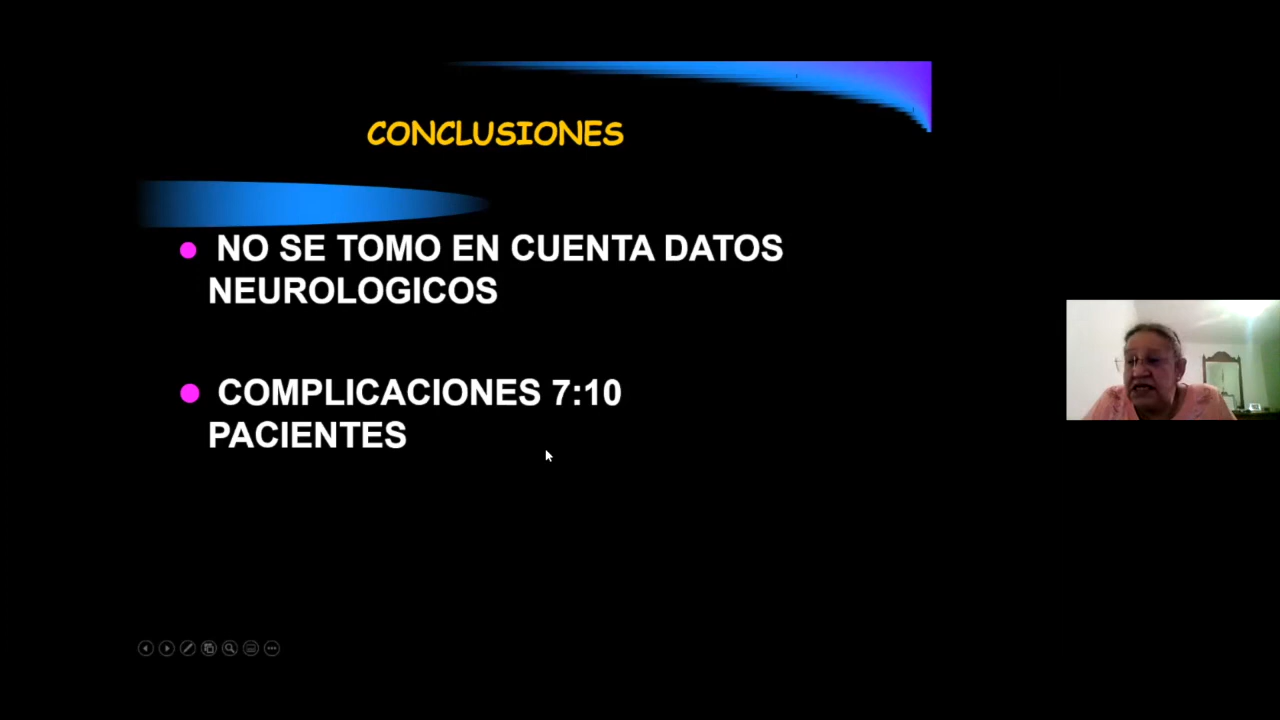 CONCLUSIONES
NO SE TOMO EN CUENTA DATOS
NEUROLOGICOS
COMPLICACIONES 7:10
PACIENTES